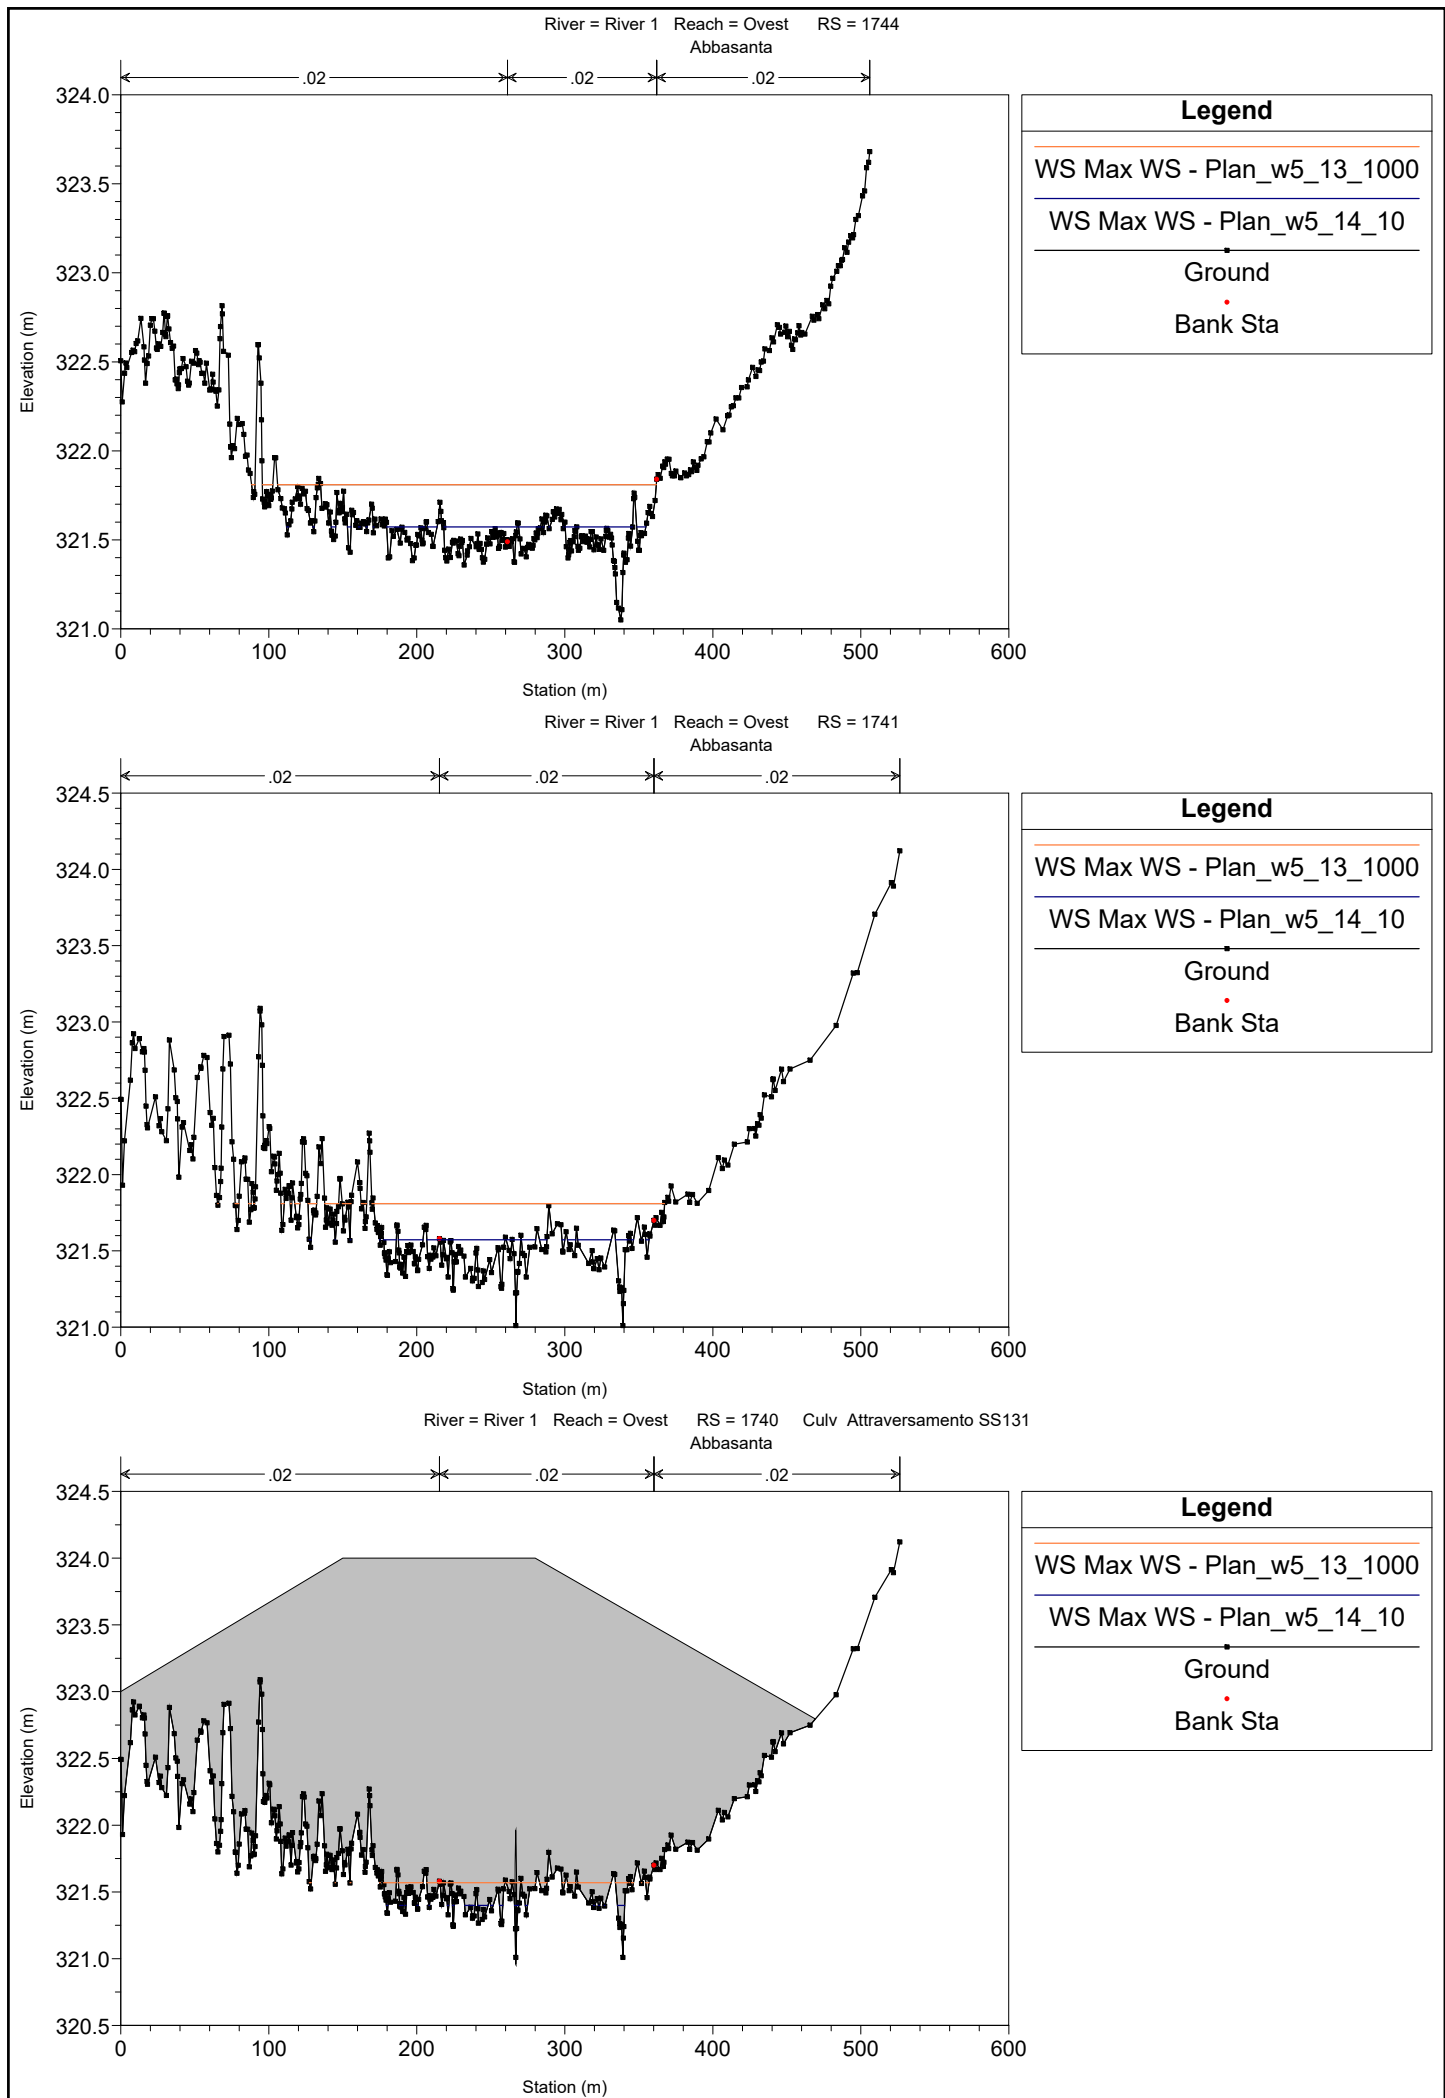 River = River 1 Reach = Ovest RS = 1744
Abbasanta
.02 .02 .02
324.0
323.5
323.0
322.5
322.0
321.5
321.0
Elevation (m)
0 100 200 300 400 500 600
Station (m)
Legend
WS Max WS - Plan_w5_13_1000
WS Max WS - Plan_w5_14_10
Ground
Bank Sta
River = River 1 Reach = Ovest RS = 1741
Abbasanta
.02 .02 .02
324.5
324.0
323.5
323.0
322.5
322.0
321.5
321.0
Elevation (m)
0 100 200 300 400 500 600
Station (m)
Legend
WS Max WS - Plan_w5_13_1000
WS Max WS - Plan_w5_14_10
Ground
Bank Sta
River = River 1 Reach = Ovest RS = 1740 Culv Attraversamento SS131
Abbasanta
.02 .02 .02
324.5
324.0
323.5
323.0
322.5
322.0
321.5
321.0
320.5
Elevation (m)
0 100 200 300 400 500 600
Station (m)
Legend
WS Max WS - Plan_w5_13_1000
WS Max WS - Plan_w5_14_10
Ground
Bank Sta